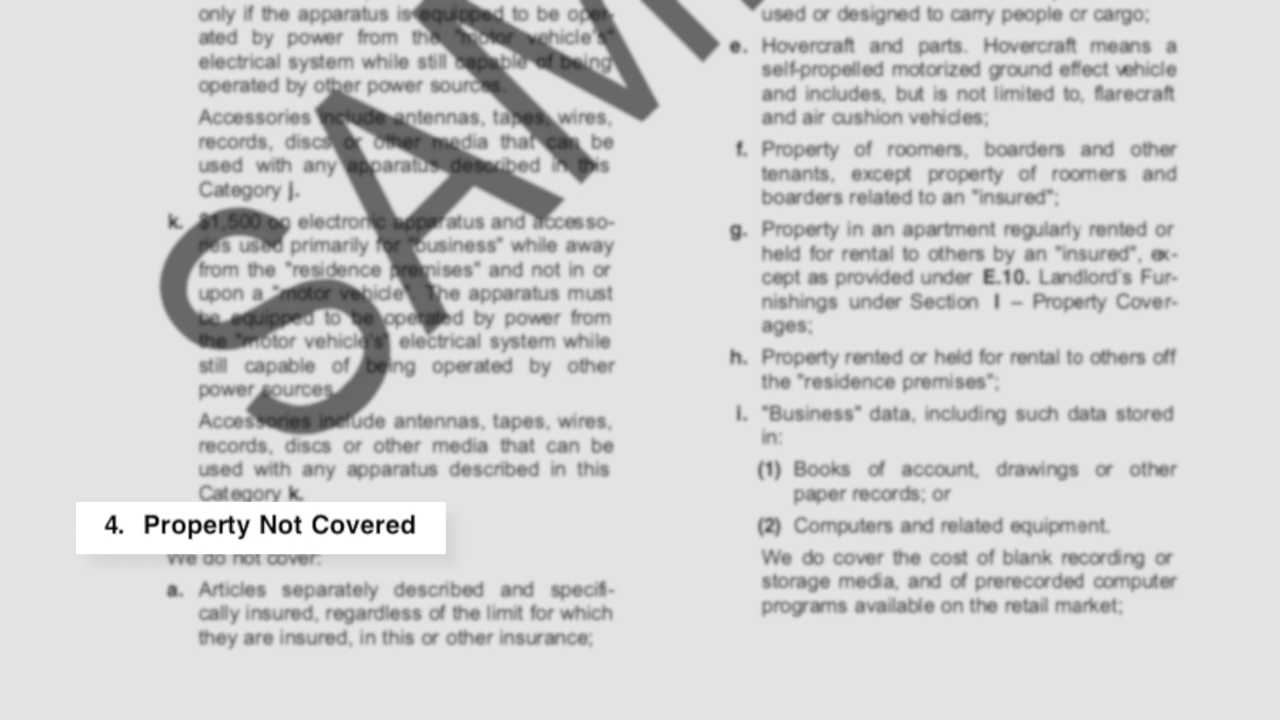 only if the apparatus is equipped to be oper-
ated by power from the "motor vehicle's"
electrical system while still capable of being
operated by other power sources.
Accessories include antennas, tapes, wires,
records, discs or other media that can be
used with any apparatus described in this
Category j.
k. $1,500 on electronic apparatus and accesso-
ries used primarily for "business" while away
from the "residence premises" and not in or
upon a "motor vehicle". The apparatus must
be equipped to be operated by power from
the "motor vehicle's" electrical system while
still capable of being operated by other
power sources.
Accessories include antennas, tapes, wires,
records, discs or other media that can be
used with any apparatus described in this
Category k.
4. Property Not Covered
We do not cover:
a. Articles separately described and specifi-
cally insured, regardless of the limit for which
they are insured, in this or other insurance;
used or designed to carry people or cargo;
e. Hovercraft and parts. Hovercraft means a
self-propelled motorized ground effect vehicle
and includes, but is not limited to, flarecraft
and air cushion vehicles;
f. Property of roomers, boarders and other
tenants, except property of roomers and
boarders related to an "insured";
g. Property in an apartment regularly rented or
held for rental to others by an "insured", ex-
cept as provided under E.10. Landlord's Fur-
nishings under Section I – Property Cover-
ages;
h. Property rented or held for rental to others off
the "residence premises";
i. "Business" data, including such data stored
in:
(1) Books of account, drawings or other
paper records; or
(2) Computers and related equipment.
We do cover the cost of blank recording or
storage media, and of prerecorded computer
programs available on the retail market;
SAM